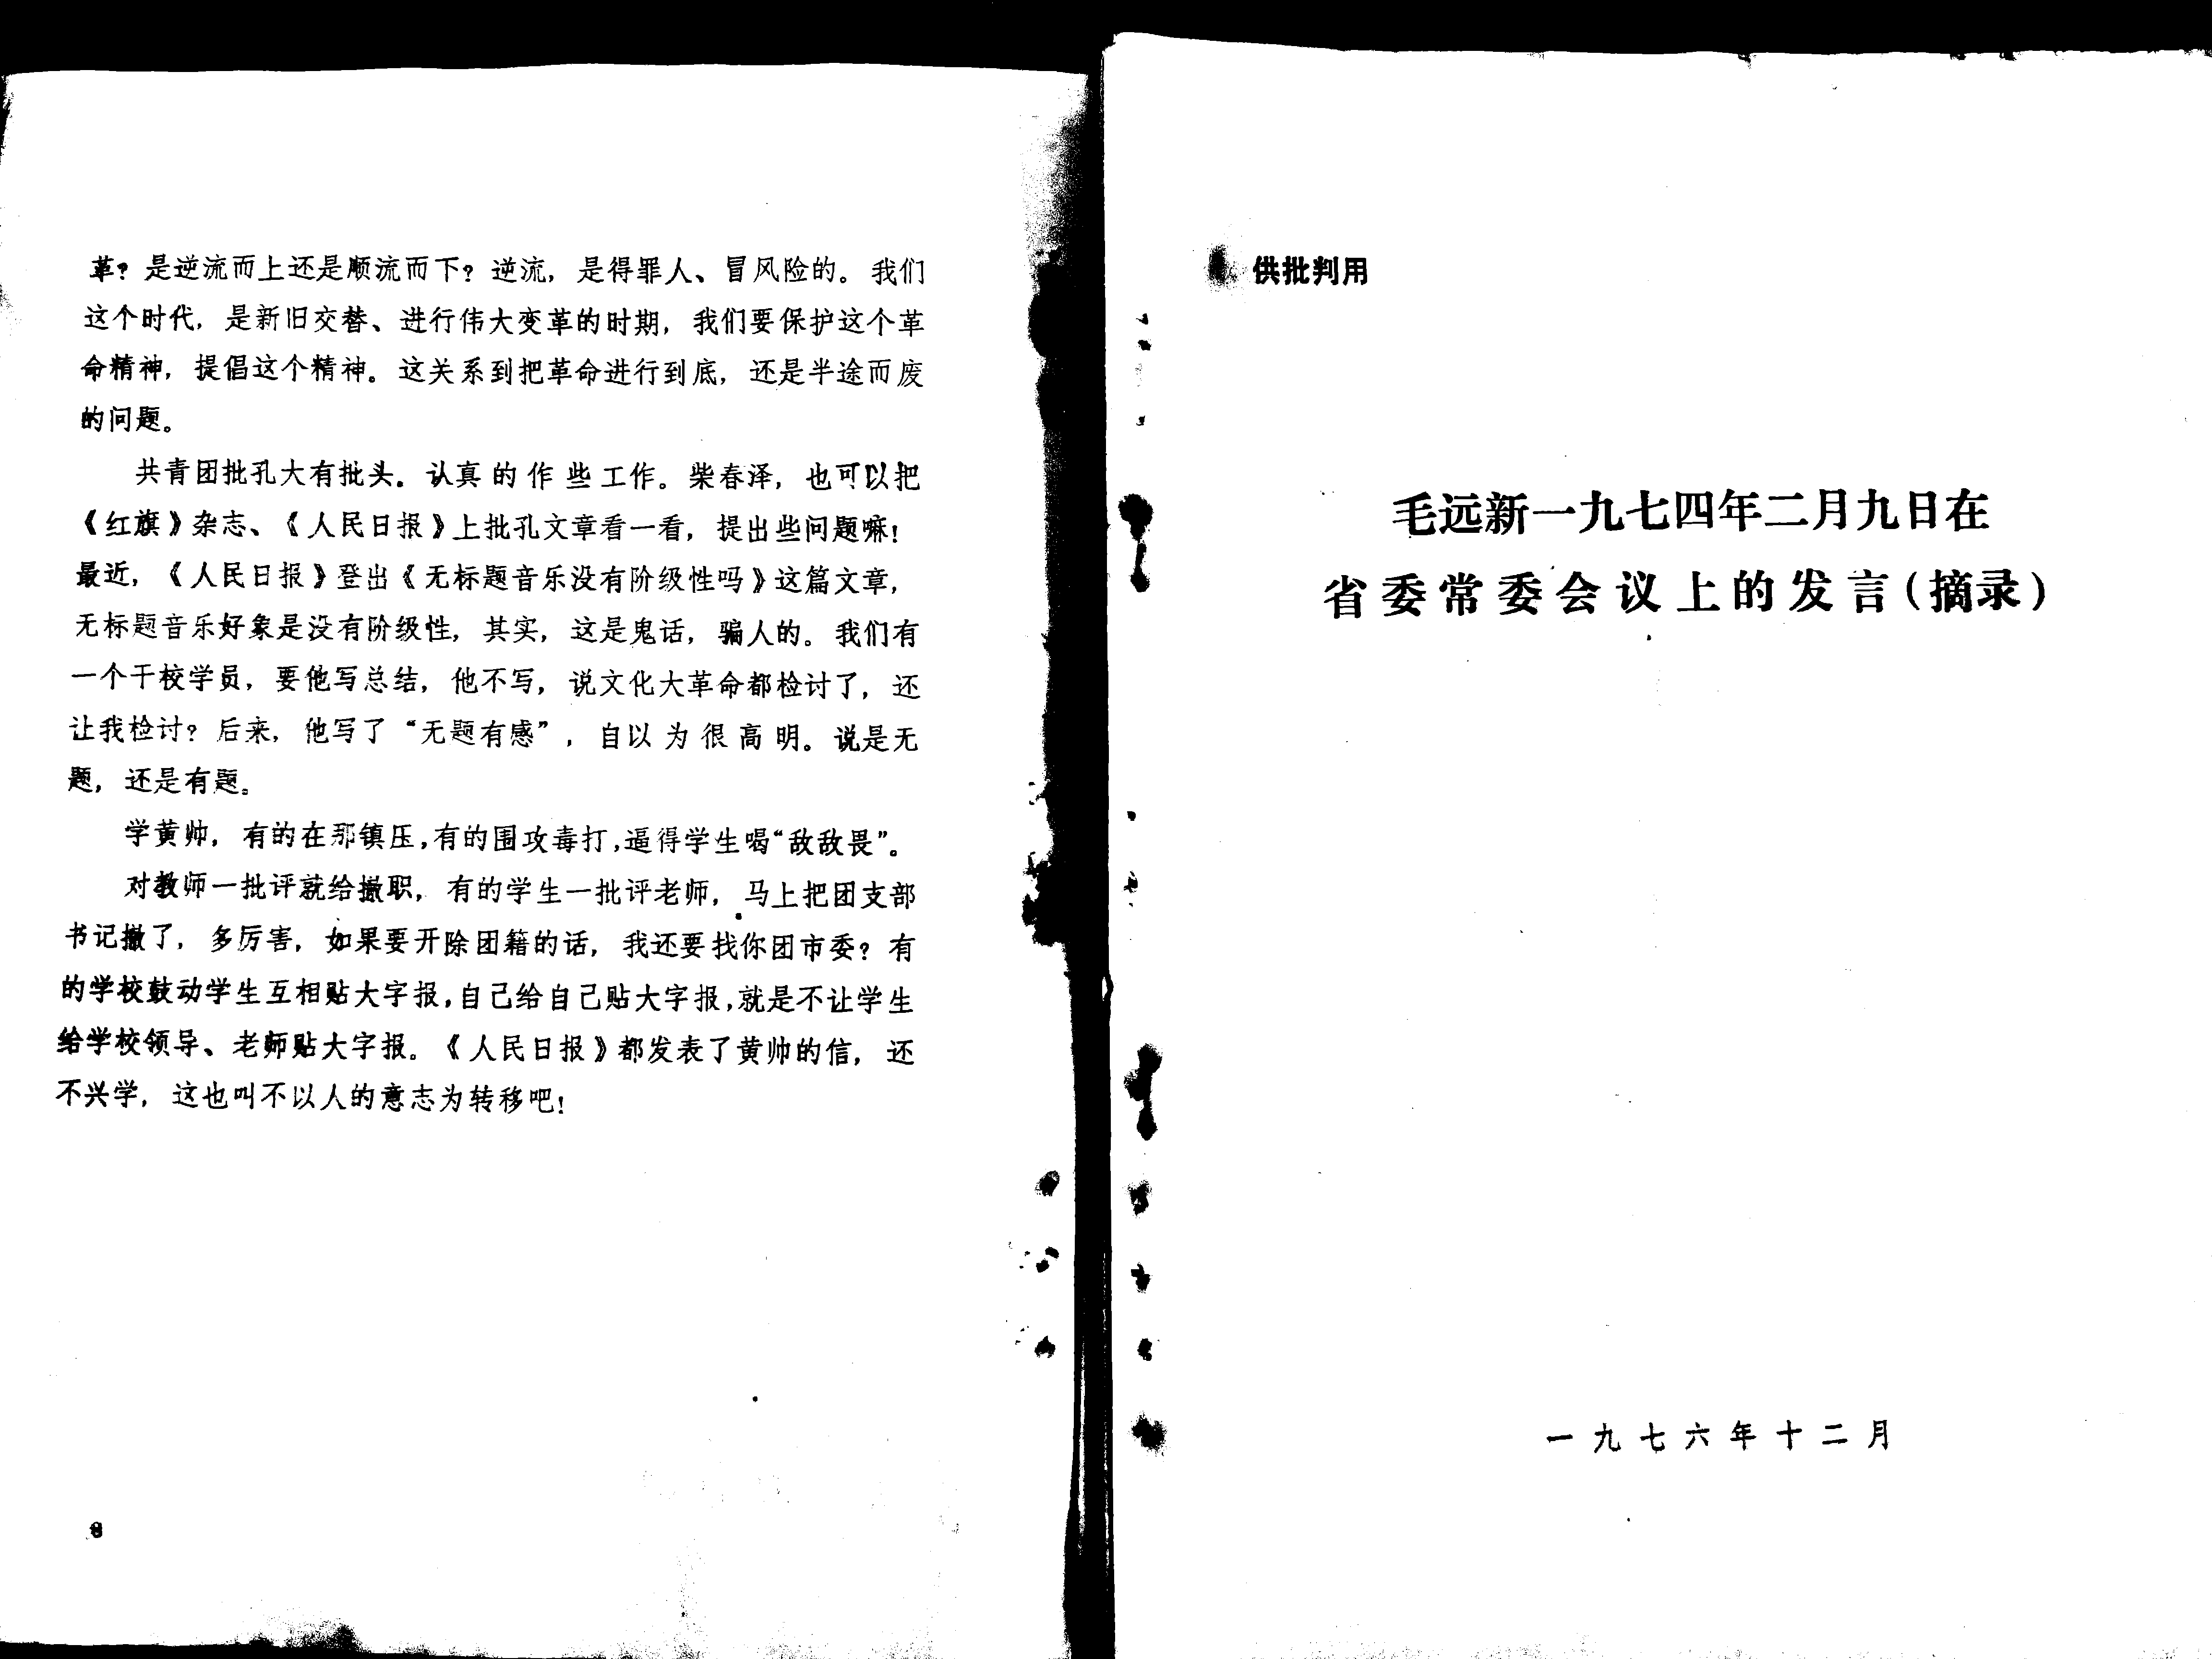 革？是逆流而上还是顺流而下？逆流，是得罪人、冒风险的。我们
这个时代，是新旧交替、进行伟大变革的时期，我们要保护这个革
命精神，提倡这个精神。这关系到把革命进行到底，还是半途而废
的问题。
共青团批孔大有批头。认真的作些工作。柴春泽，也可以把
《红旗》杂志、《人民日报》上批孔文章看一看，提出些问题嘛！
最近，《人民日报》登出《无标题音乐没有阶级性吗》这篇文章，
无标题音乐好象是没有阶级性，其实，这是鬼话，骗人的。我们有
一个干校学员，要他写总结，他不写，说文化大革命都检讨了，还
让我检讨？后来，他写了“无题有感”，自以为很高明。说是无
题，还是有题。
学黄帅，有的在那镇压，有的围攻毒打，逼得学生喝“敌敌畏”。
对教师一批评就给撤职，有的学生一批评老师，马上把团支部
书记撤了，多厉害，如果要开除团籍的话，我还要找你团市委？有
的学校鼓动学生互相贴大字报，自己给自己贴大字报，就是不让学生
给学校领导、老师贴大字报。《人民日报》都发表了黄帅的信，还
不兴学，这也叫不以人的意志为转移吧！
8
供批判用
毛远新一九七四年二月九日在
省委常委会议上的发言（摘录）
一九七六年十二月